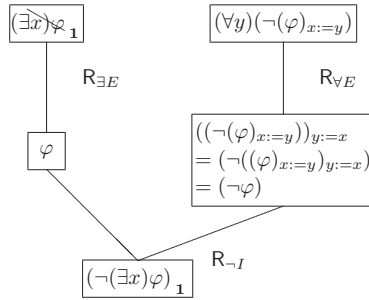 (∃x)φ 1
(∀y)(¬(φ)x:=y)
R∃E
R∀E
φ
((¬(φ)x:=y))y:=x
= (¬((φ)x:=y)y:=x)
= (¬φ)
R¬I
(¬(∃x)φ) 1